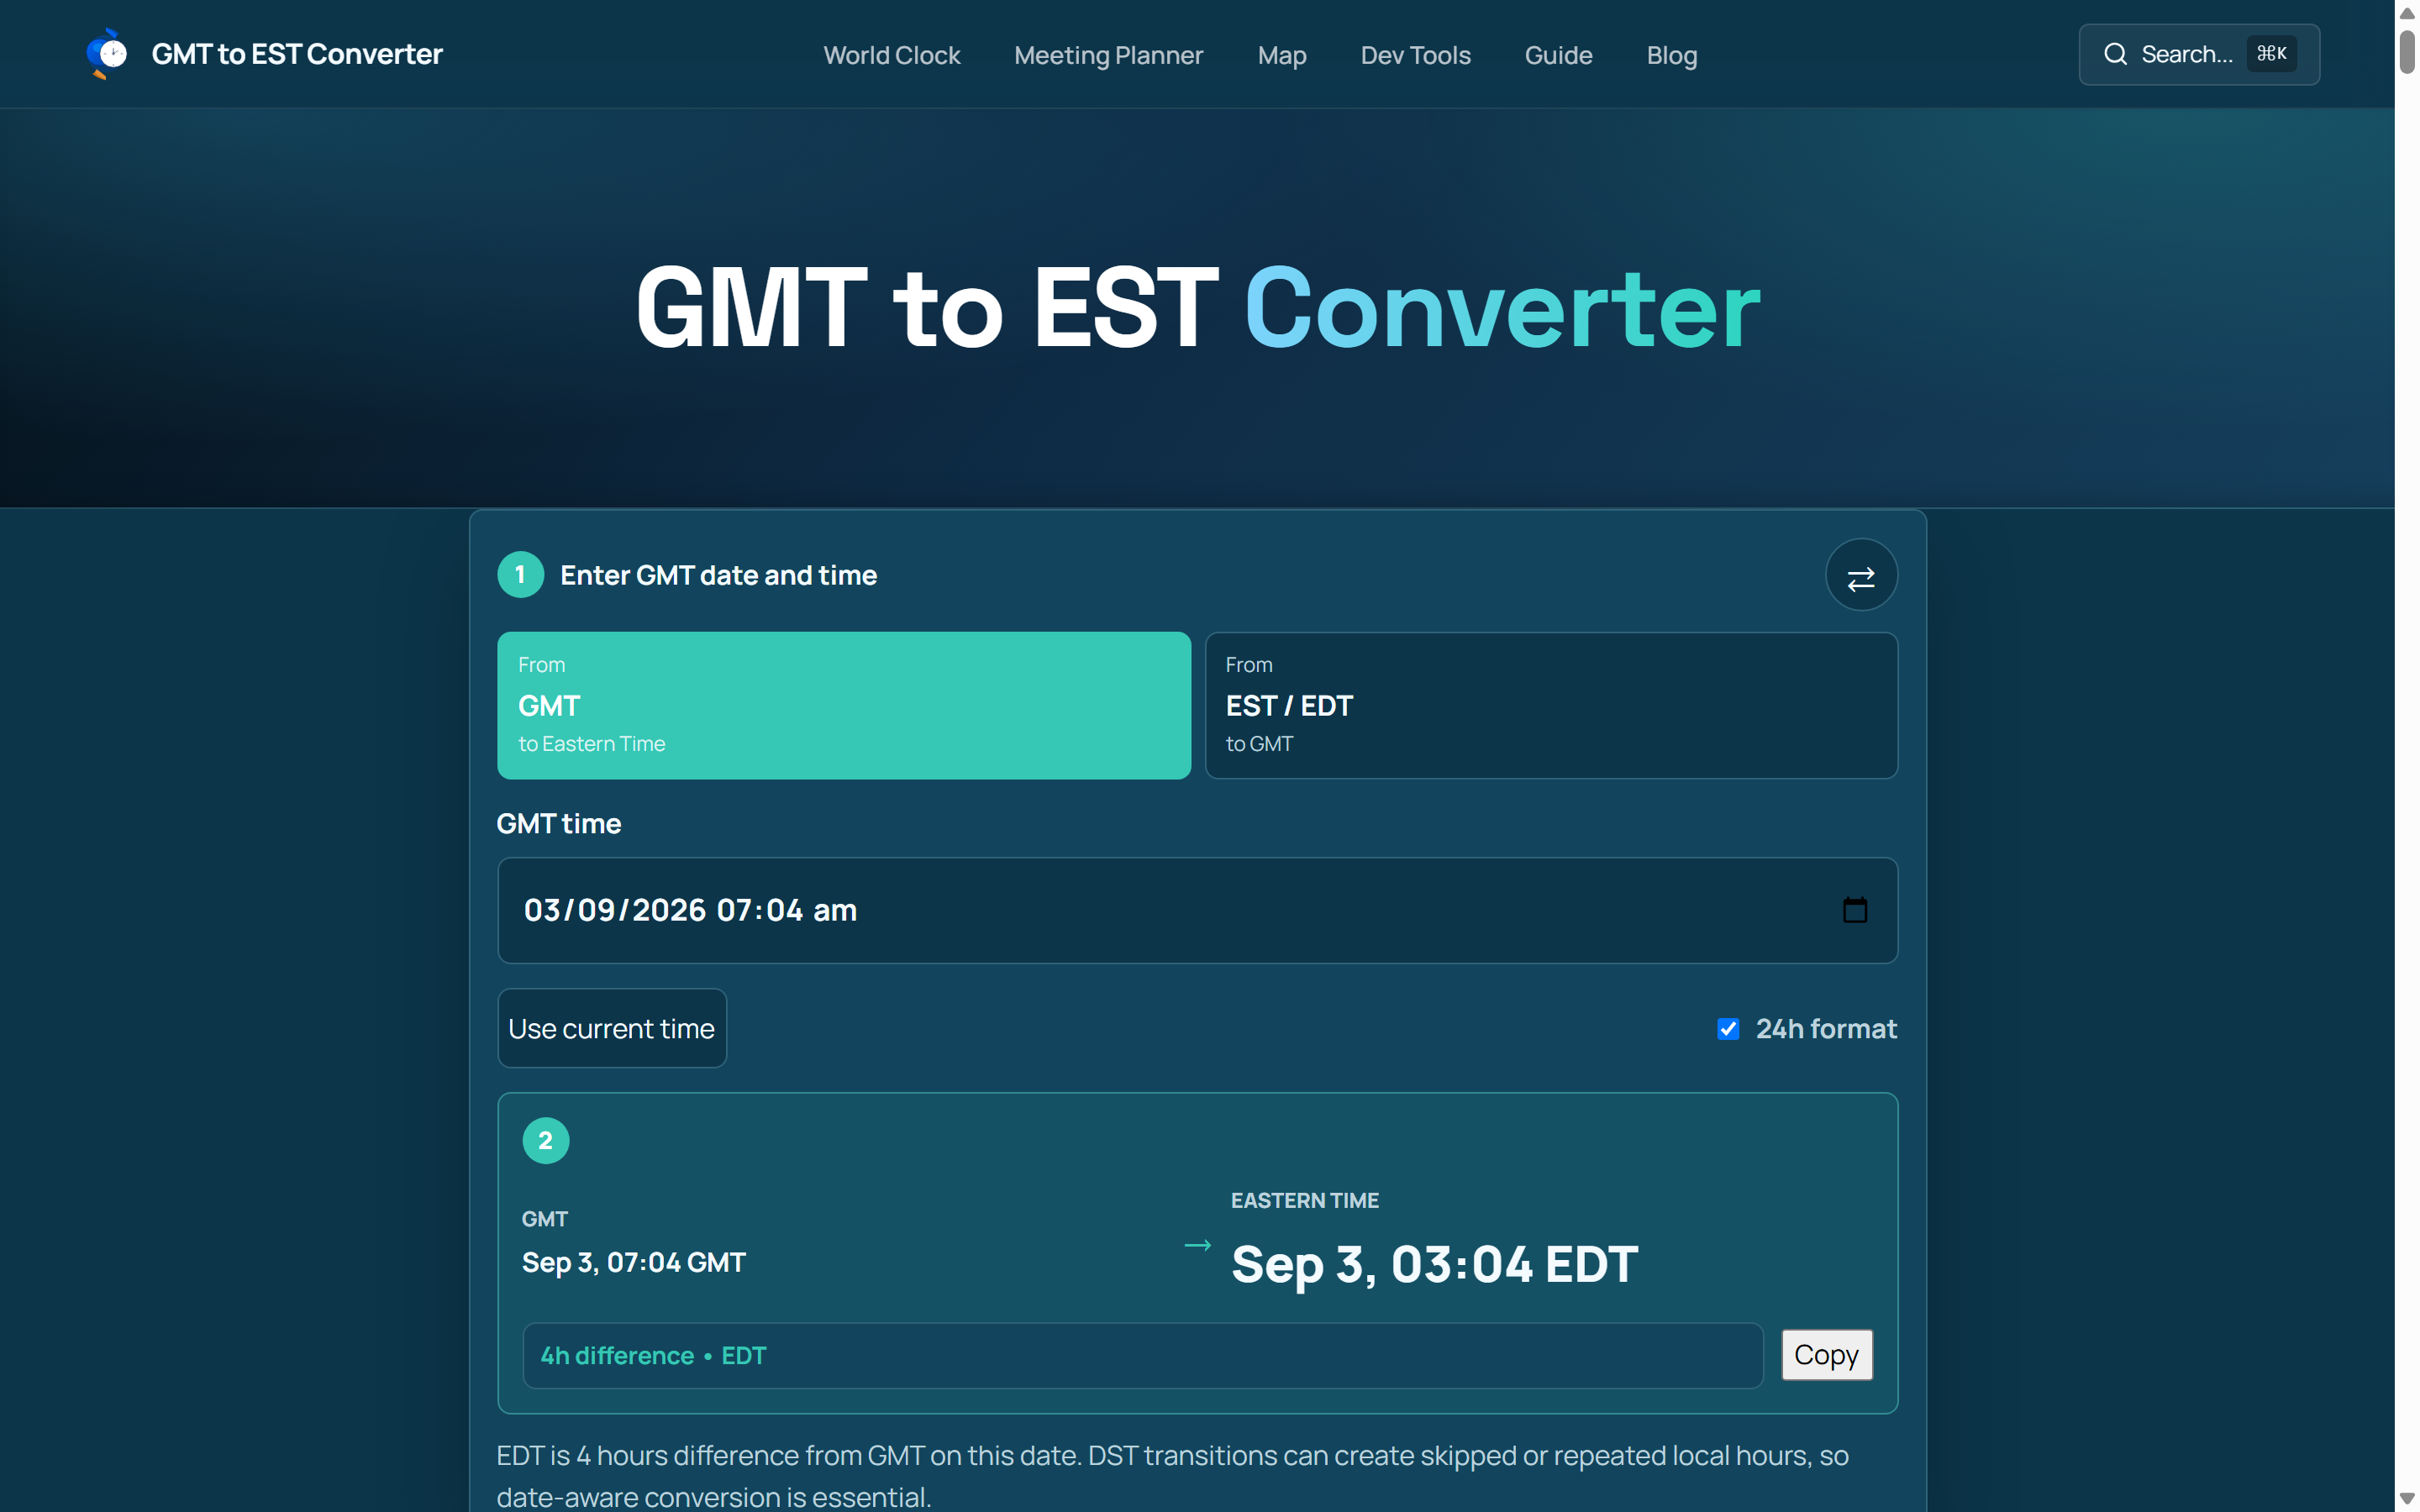 GMT to EST Converter
World Clock
Meeting Planner
Map
Dev Tools
Guide
Blog
Search...
⌘K
GMT to EST Converter
1
Enter GMT date and time
From
GMT
to Eastern Time
From
EST / EDT
to GMT
GMT time
03/09/2026 07:04 am
Use current time
24h format
2
GMT
Sep 3, 07:04 GMT
→
EASTERN TIME
Sep 3, 03:04 EDT
4h difference • EDT
Copy
EDT is 4 hours difference from GMT on this date. DST transitions can create skipped or repeated local hours, so
date-aware conversion is essential.